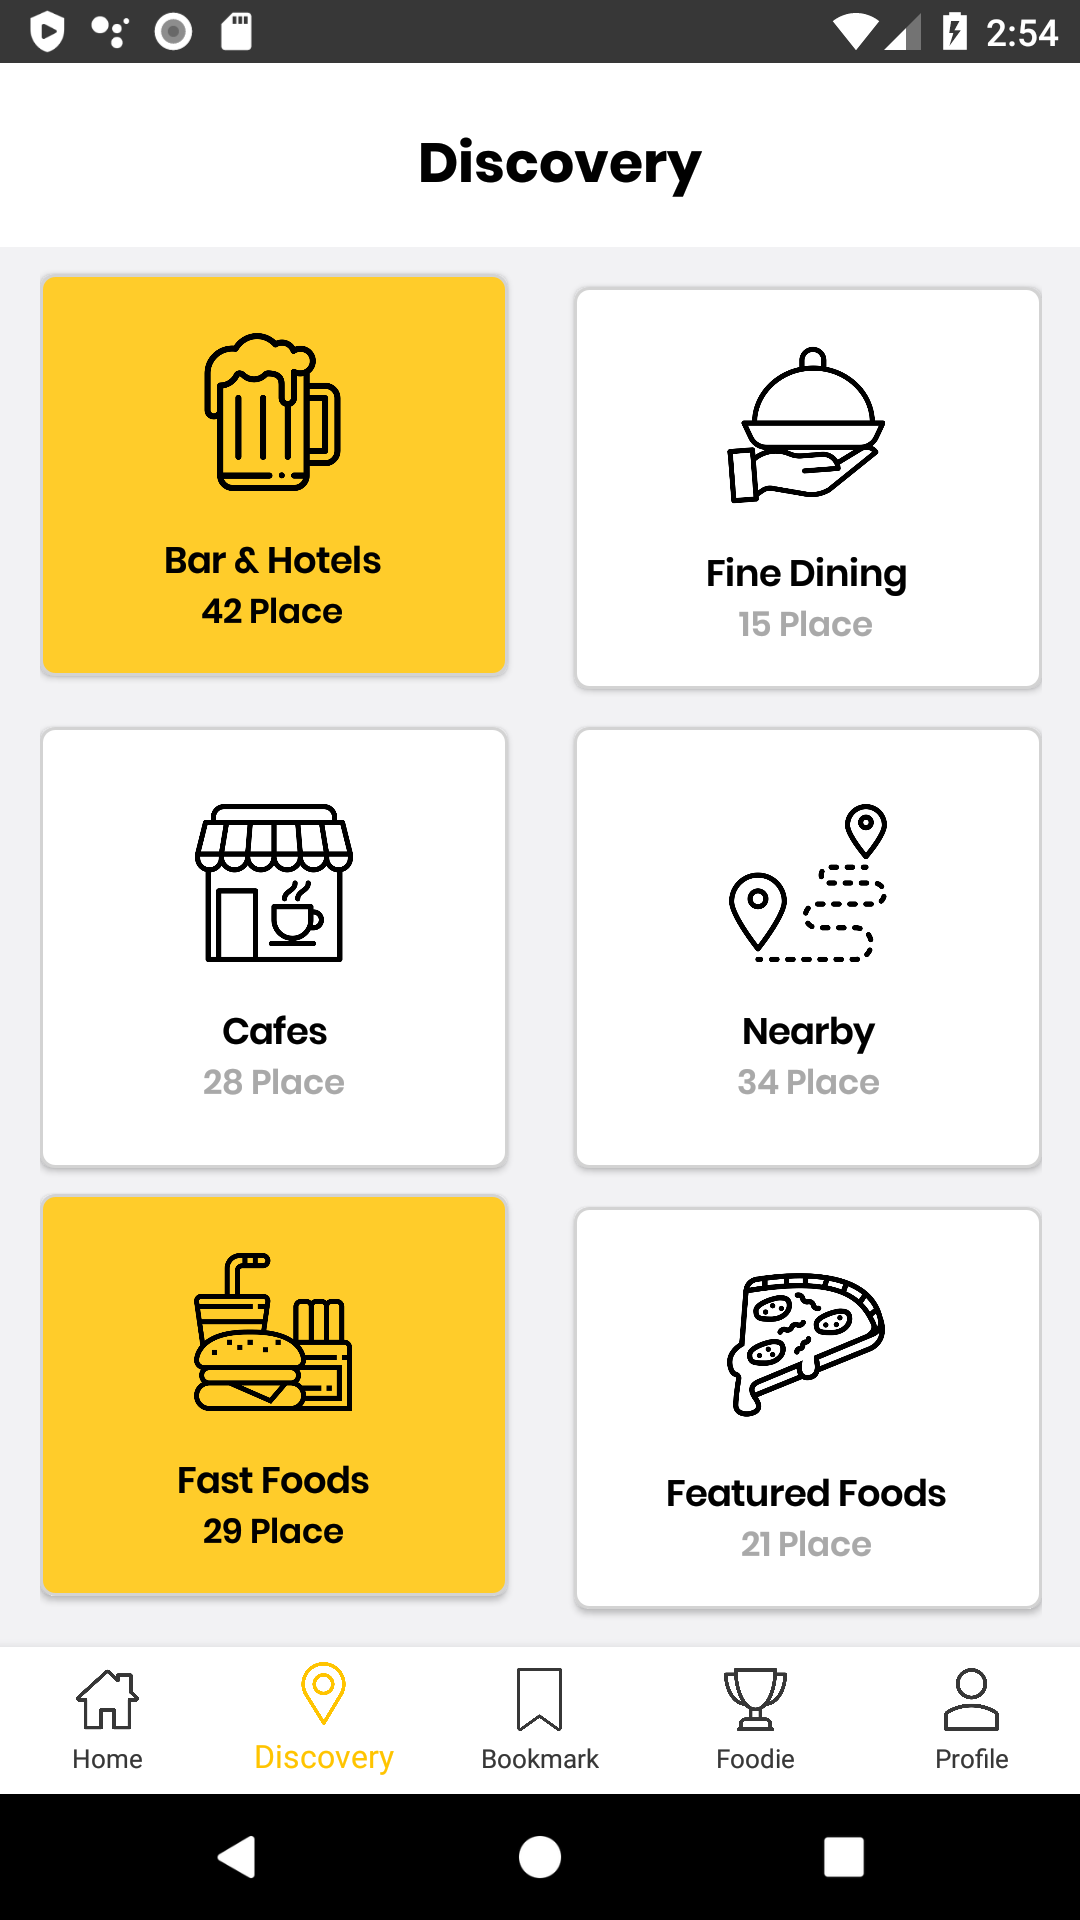 2:54
Discovery
Bar & Hotels
42 Place
Fine Dining
15 Place
Cafes
28 Place
Nearby
34 Place
Fast Foods
29 Place
Featured Foods
21 Place
Home
Discovery
Bookmark
Foodie
Profile